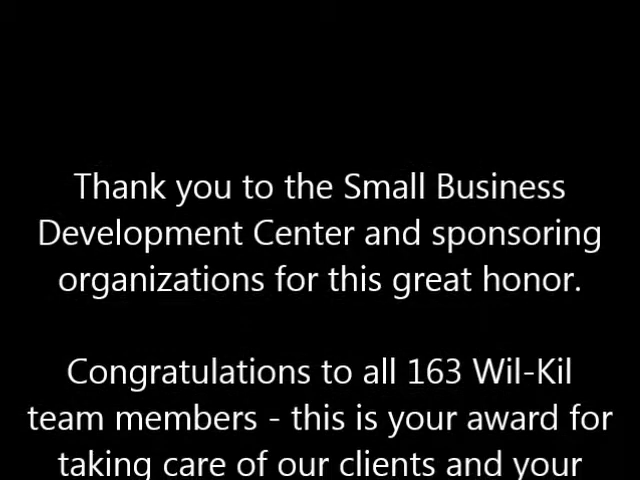 Thank you to the Small Business
Development Center and sponsoring
organizations for this great honor.
Congratulations to all 163 Wil-Kil
team members - this is your award for
taking care of our clients and your